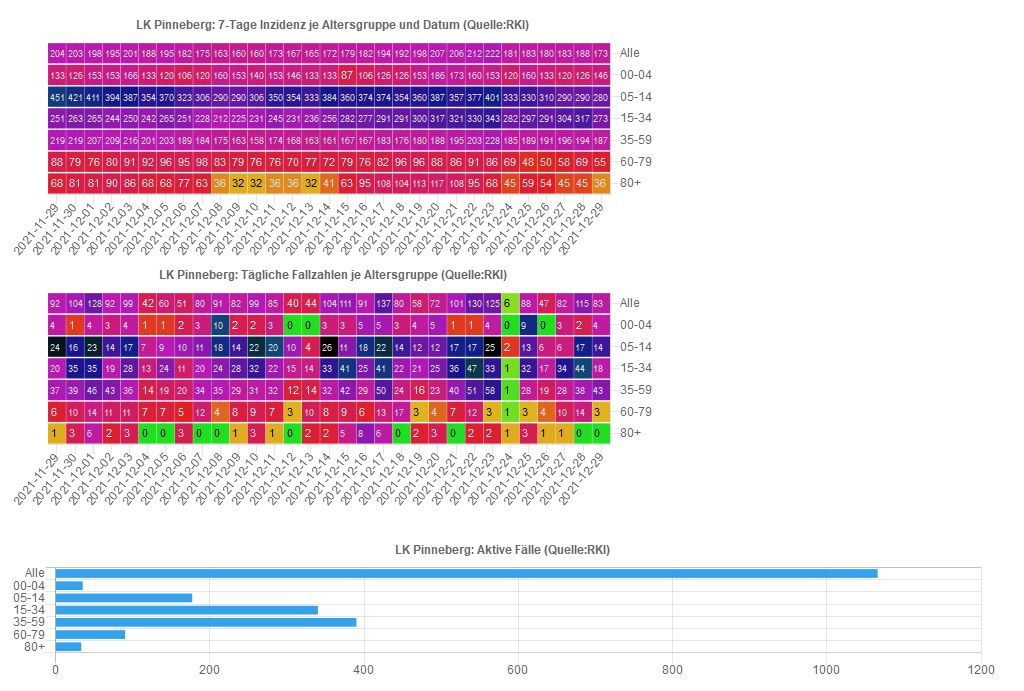 LK Pinneberg: 7-Tage Inzidenz je Altersgruppe und Datum (Quelle:RKI)
204 203 198 195 201 188 195 182 175 163 160 160 173 167 165 172 179 182 194 192 198 207 206 212 222 181 183 180 183 188 173 Alle
133 126 153 153 166 133 120 106 120 160 153 140 153 146 133 133 87 106 126 126 153 186 173 160 153 120 160 133 120 126 146 00-04
451 421 411 394 387 354 370 323 306 290 290 306 350 354 333 384 360 374 374 354 360 387 357 377 401 333 330 310 290 290 280 05-14
251 263 265 244 250 242 265 251 228 212 225 231 245 231 236 256 282 277 291 291 300 317 321 330 343 282 297 291 304 317 273 15-34
219 219 207 209 216 201 203 189 184 175 163 158 174 168 163 161 167 167 165 176 180 178 190 195 203 228 185 189 191 196 194 187 35-59
88 79 76 80 91 92 96 95 98 83 79 76 76 70 77 72 79 76 82 96 96 88 86 91 86 69 48 50 58 69 55 60-79
68 81 81 90 86 68 68 77 63 36 32 32 36 36 32 41 63 95 108 104 113 117 108 95 68 45 59 54 45 45 36 80+
2021-11-29 2021-11-30 2021-12-01 2021-12-02 2021-12-03 2021-12-04 2021-12-05 2021-12-06 2021-12-07 2021-12-08 2021-12-09 2021-12-10 2021-12-11 2021-12-12 2021-12-13 2021-12-14 2021-12-15 2021-12-16 2021-12-17 2021-12-18 2021-12-19 2021-12-20 2021-12-21 2021-12-22 2021-12-23 2021-12-24 2021-12-25 2021-12-26 2021-12-27 2021-12-28 2021-12-29
LK Pinneberg: Tägliche Fallzahlen je Altersgruppe (Quelle:RKI)
92 104 128 92 99 42 60 51 80 91 82 99 85 40 44 104 111 91 137 80 58 72 101 130 125 6 88 47 82 115 83 Alle
4 1 4 3 4 1 1 2 3 10 2 2 3 0 0 3 3 5 5 3 4 5 1 1 4 0 9 0 3 2 4 00-04
24 16 23 14 17 7 9 10 11 18 14 22 20 10 4 26 11 18 22 14 12 12 17 17 25 2 13 6 6 17 14 05-14
20 35 35 19 28 13 24 11 20 24 28 32 22 15 14 33 41 25 41 22 21 25 36 47 33 1 32 17 34 44 18 15-34
37 39 46 43 36 14 19 20 34 35 29 31 32 12 14 32 42 29 50 24 16 23 40 51 58 1 28 19 28 38 43 35-59
6 10 14 11 11 7 7 5 12 4 8 9 7 3 10 8 9 6 13 17 3 4 7 12 3 1 3 4 10 14 3 60-79
1 3 6 2 3 0 0 3 0 0 1 3 1 0 2 2 5 8 6 0 2 3 0 2 2 1 3 1 1 0 0 80+
2021-11-29 2021-11-30 2021-12-01 2021-12-02 2021-12-03 2021-12-04 2021-12-05 2021-12-06 2021-12-07 2021-12-08 2021-12-09 2021-12-10 2021-12-11 2021-12-12 2021-12-13 2021-12-14 2021-12-15 2021-12-16 2021-12-17 2021-12-18 2021-12-19 2021-12-20 2021-12-21 2021-12-22 2021-12-23 2021-12-24 2021-12-25 2021-12-26 2021-12-27 2021-12-28 2021-12-29
LK Pinneberg: Aktive Fälle (Quelle:RKI)
Alle
00-04
05-14
15-34
35-59
60-79
80+
0 200 400 600 800 1000 1200